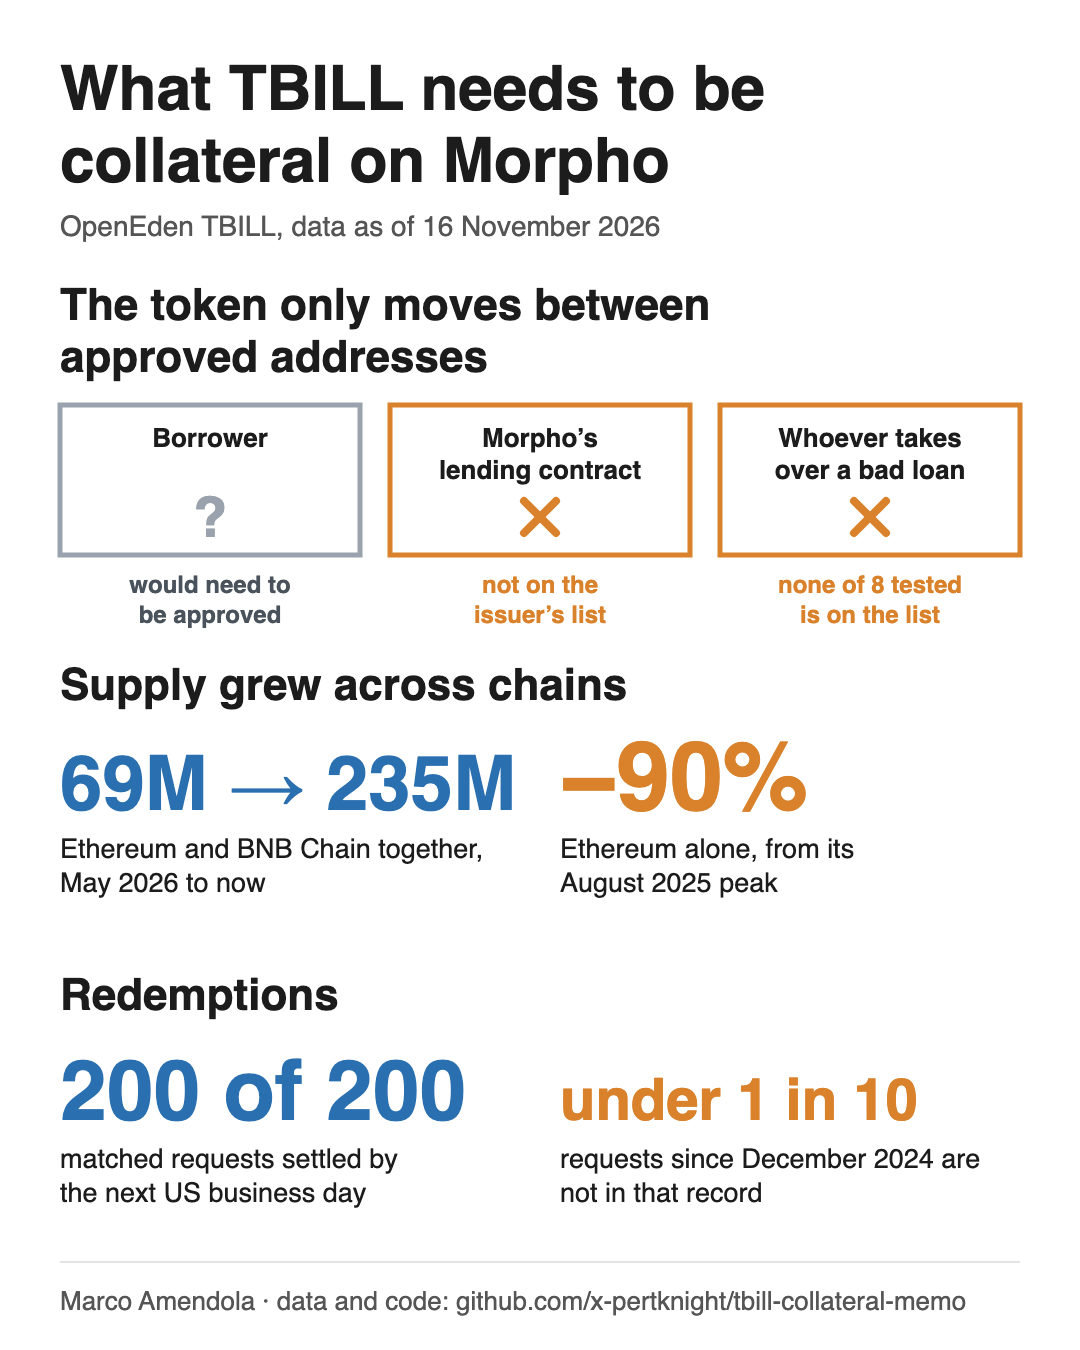 What TBILL needs to be
collateral on Morpho
OpenEden TBILL, data as of 16 November 2026
The token only moves between
approved addresses
Borrower
?
would need to
be approved
Morpho’s
lending contract
not on the
issuer’s list
Whoever takes
over a bad loan
none of 8 tested
is on the list
Supply grew across chains
69M → 235M
Ethereum and BNB Chain together,
May 2026 to now
–90%
Ethereum alone, from its
August 2025 peak
Redemptions
200 of 200
matched requests settled by
the next US business day
under 1 in 10
requests since December 2024 are
not in that record
Marco Amendola · data and code: github.com/x-pertknight/tbill-collateral-memo